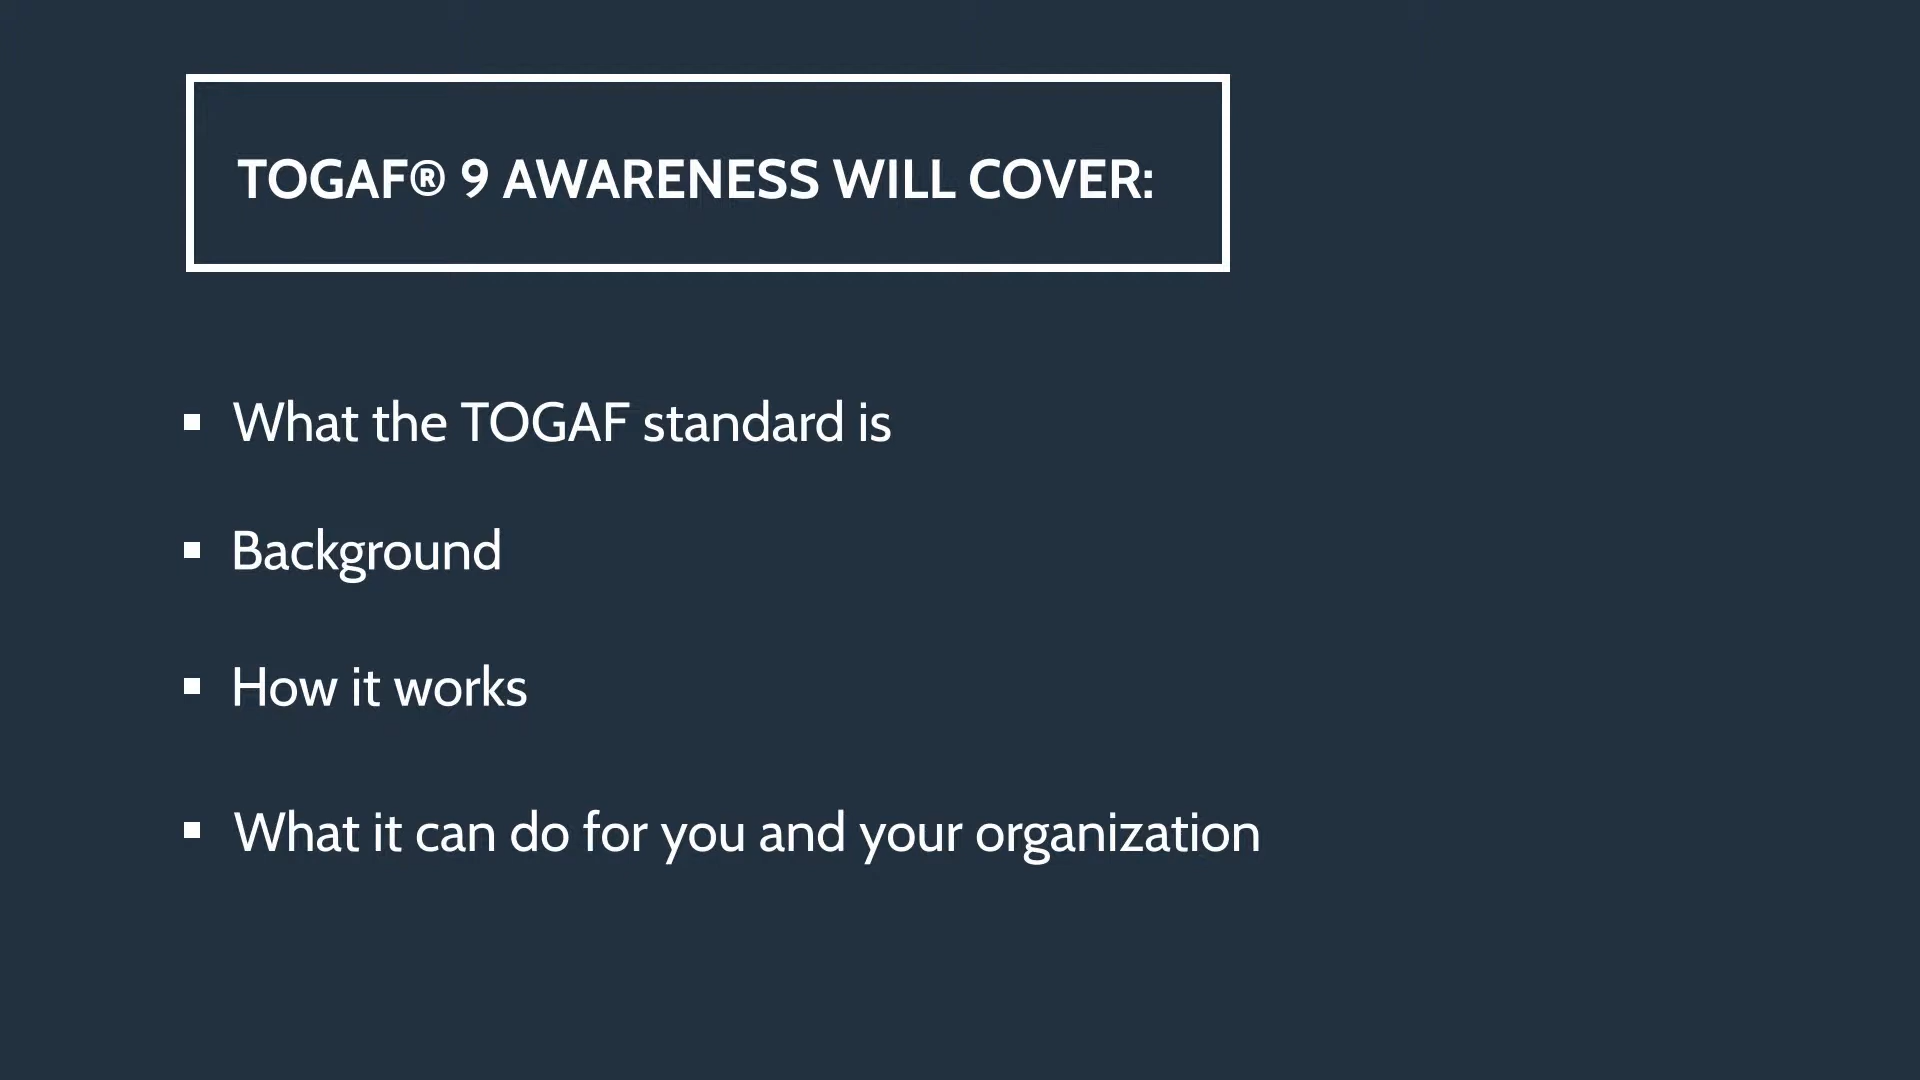 TOGAF® 9 AWARENESS WILL COVER:
▪ What the TOGAF standard is
▪ Background
▪ How it works
▪ What it can do for you and your organization